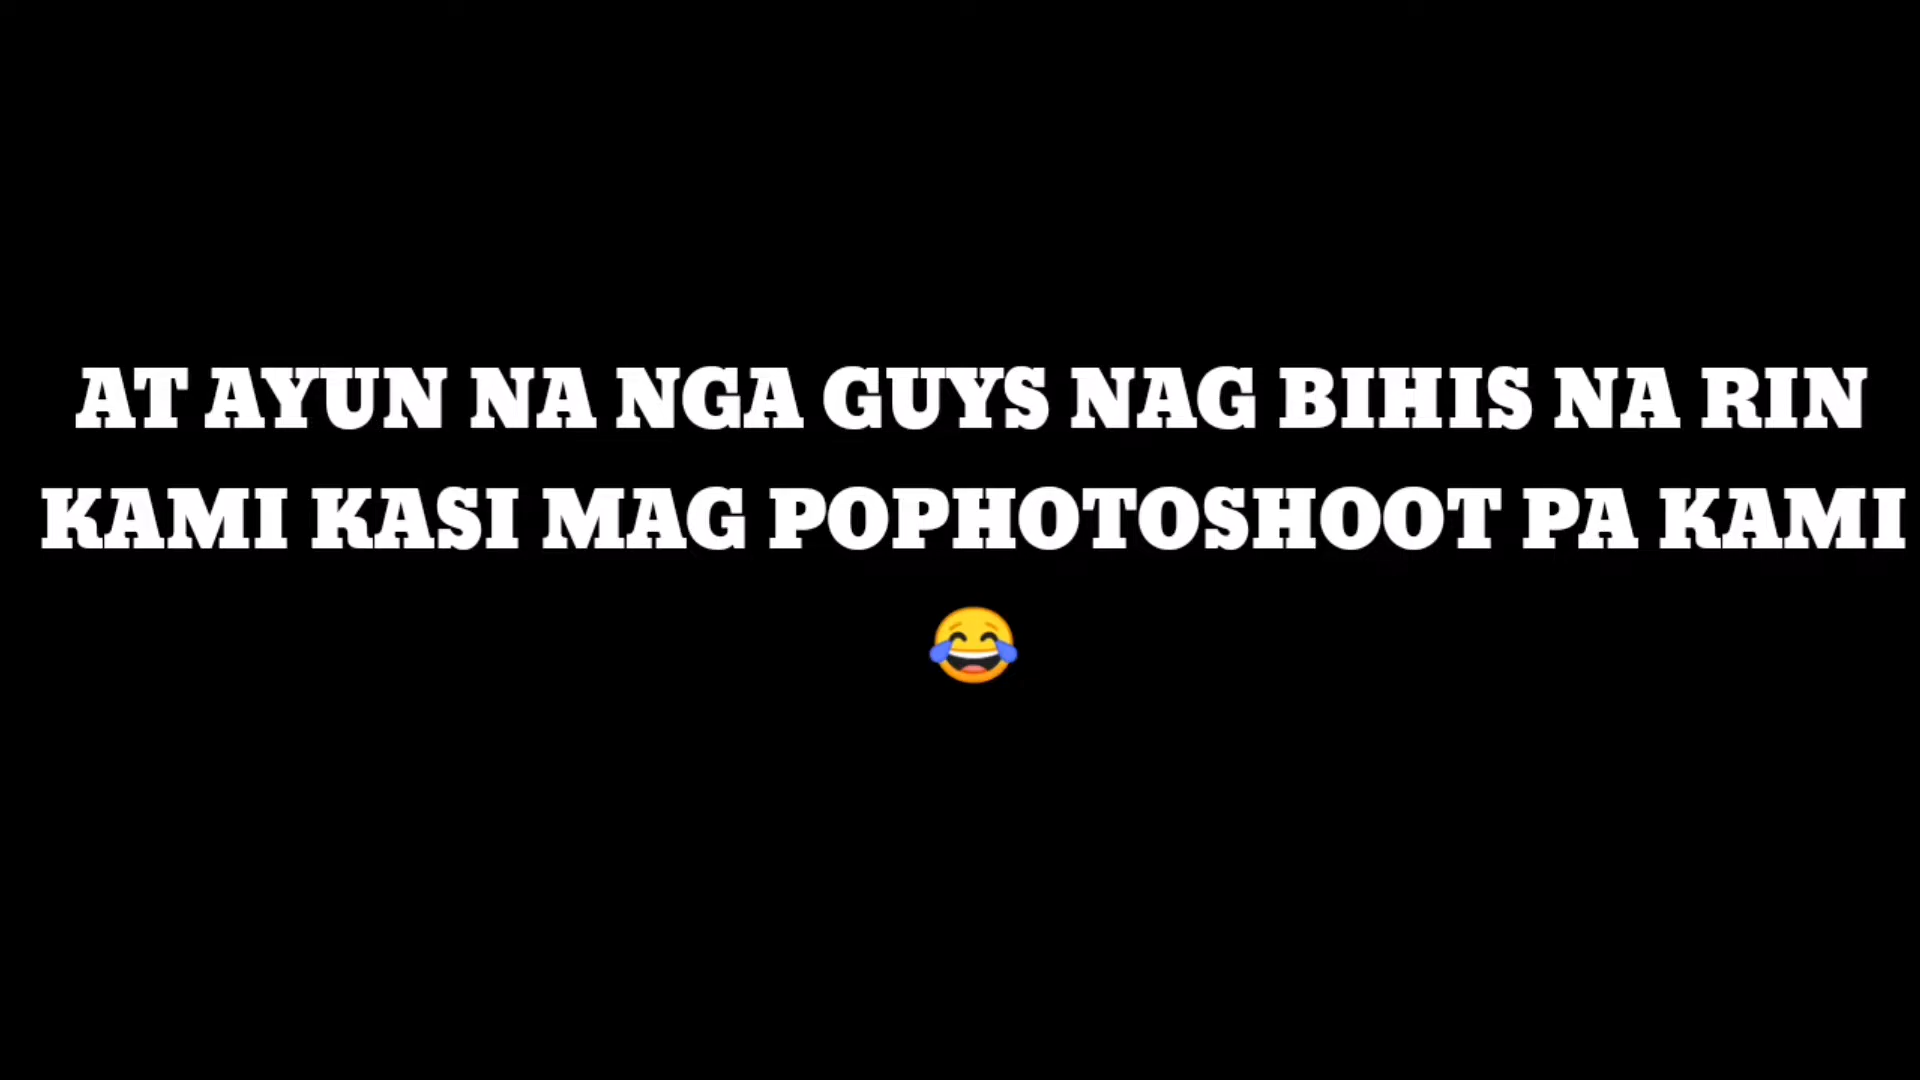 AT AYUN NA NGA GUYS NAG BIHIS NA RIN
KAMI KASI MAG POPHOTOSHOOT PA KAMI
😂